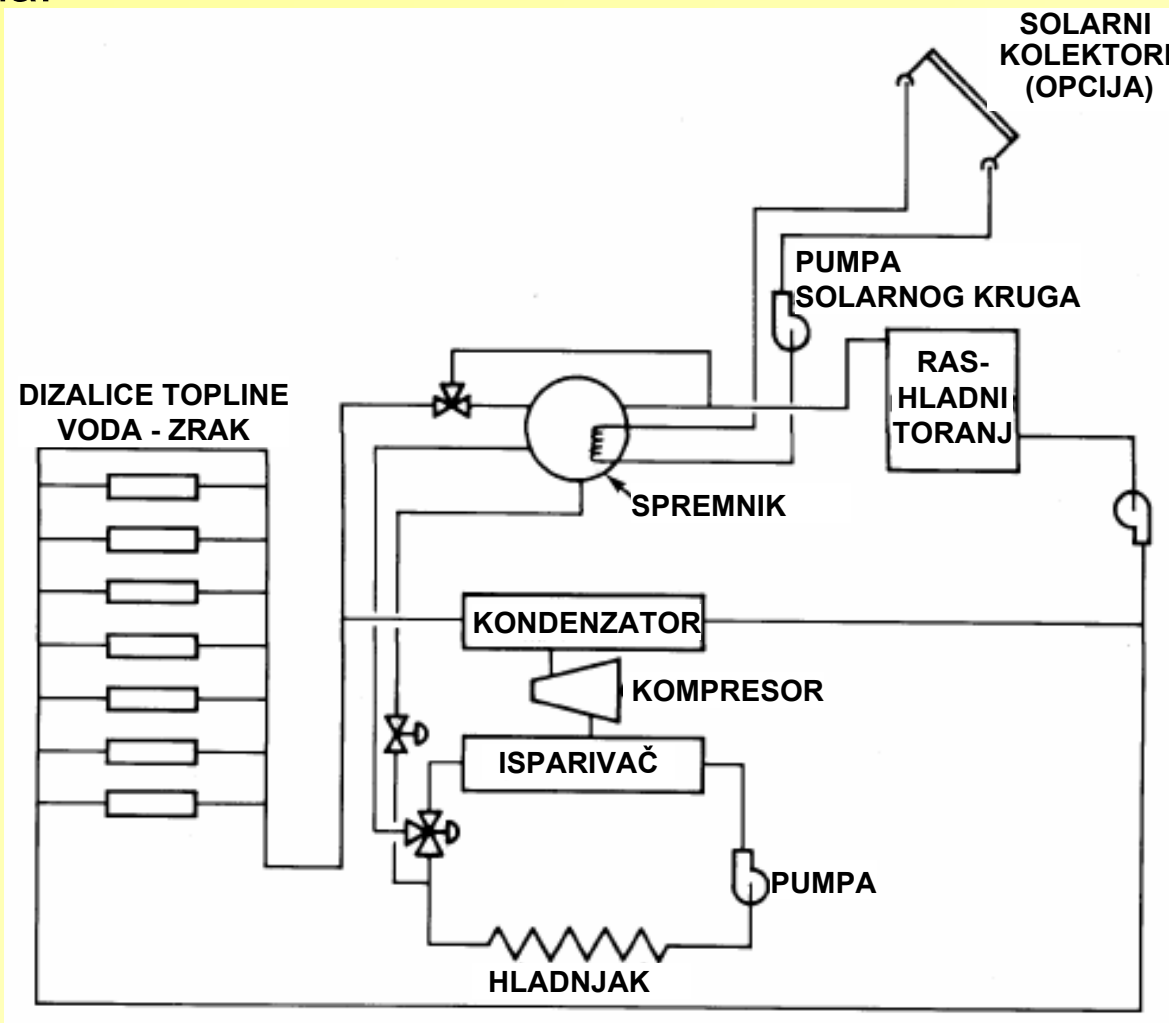 SOLARNI
KOLEKTORI
(OPCIJA)
PUMPA
SOLARNOG KRUGA
RAS-
HLADNI
TORANJ
DIZALICE TOPLINE
VODA - ZRAK
SPREMNIK
KONDENZATOR
KOMPRESOR
ISPARIVAČ
PUMPA
HLADNJAK